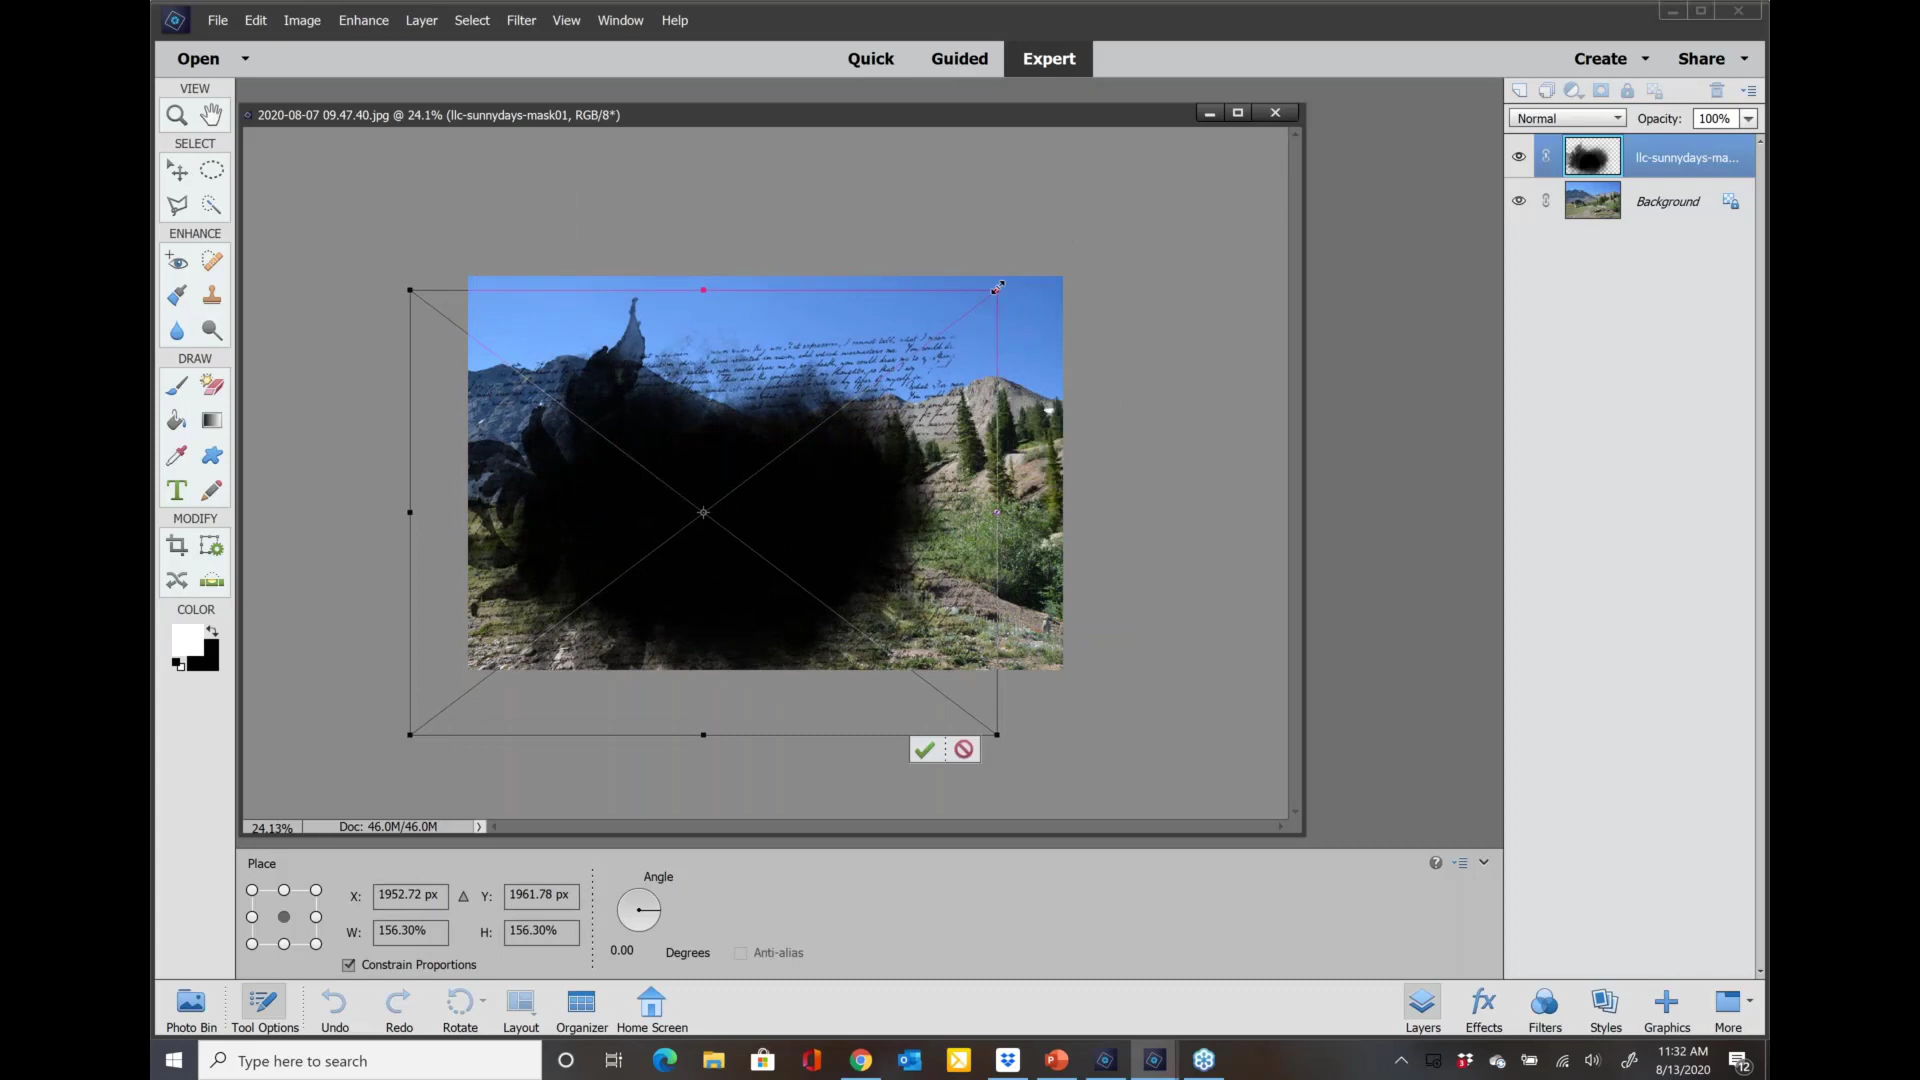 File Edit Image Enhance Layer Select Filter View Window Help
Open Quick Guided Expert Create Share
VIEW
SELECT
ENHANCE
DRAW
MODIFY
COLOR
2020-08-07 09.47.40.jpg @ 24.1% (llc-sunnydays-mask01, RGB/8*)
Normal Opacity: 100%
llc-sunnydays-ma...
Background
24.13% Doc: 46.0M/46.0M
Place
X: 1952.72 px Y: 1961.78 px
W: 156.30% H: 156.30%
Constrain Proportions
Angle
0.00 Degrees Anti-alias
Photo Bin Tool Options Undo Redo Rotate Layout Organizer Home Screen
Layers Effects Filters Styles Graphics More
Type here to search
11:32 AM
8/13/2020
12